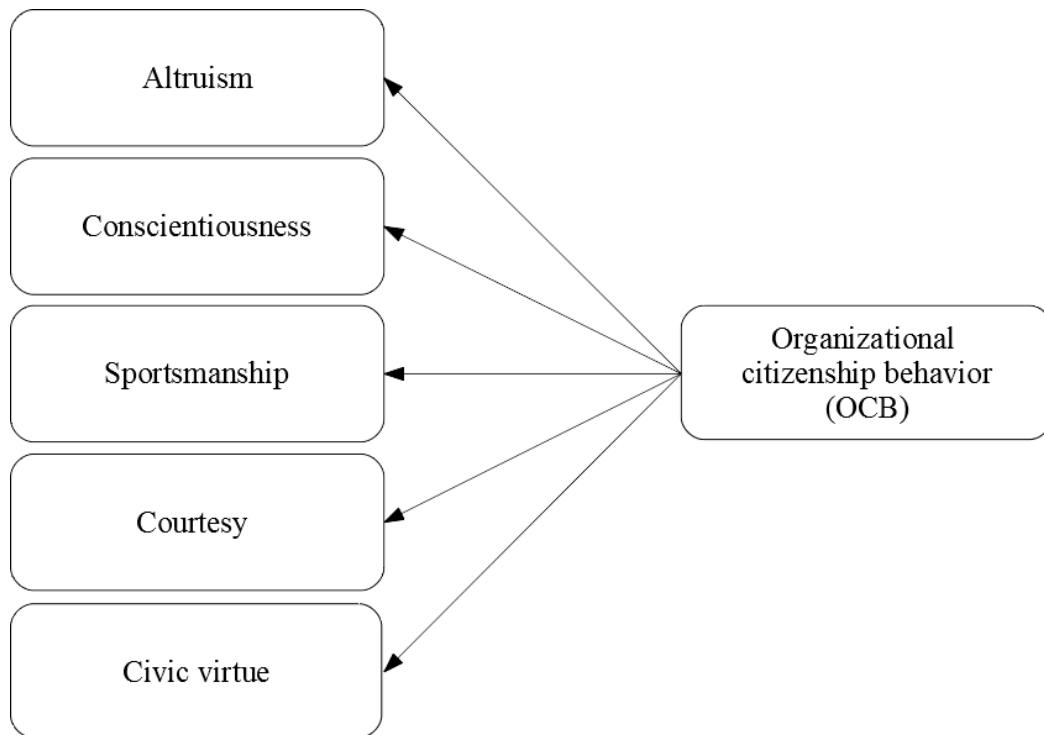 Altruism
Conscientiousness
Sportsmanship
Courtesy
Civic virtue
Organizational
citizenship behavior
(OCB)